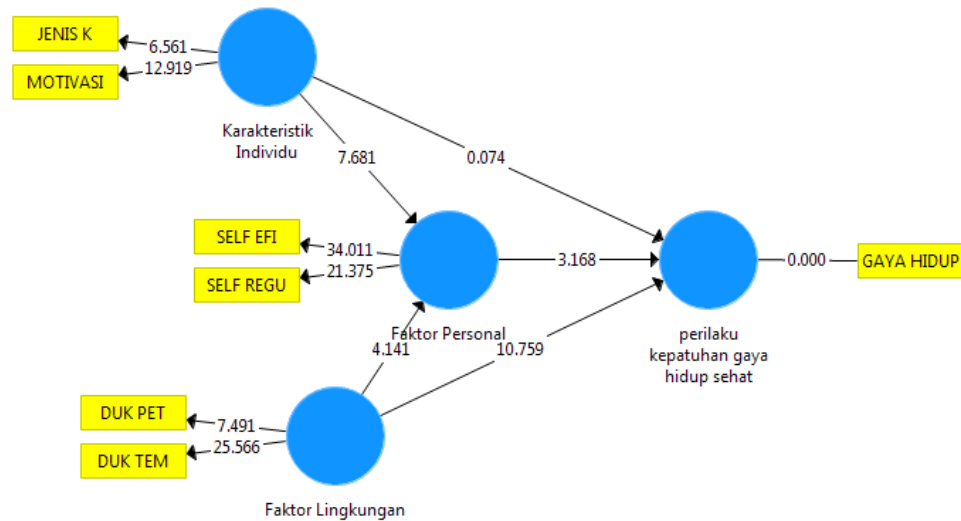 JENIS K
6.561
12.919
MOTIVASI
Karakteristik
Individu
7.681
0.074
SELF EFI
34.011
21.375
SELF REGU
3.168
0.000
GAYA HIDUP
Faktor Personal
4.141
10.759
perilaku
kepatuhan gaya
hidup sehat
DUK PET
7.491
25.566
DUK TEM
Faktor Lingkungan